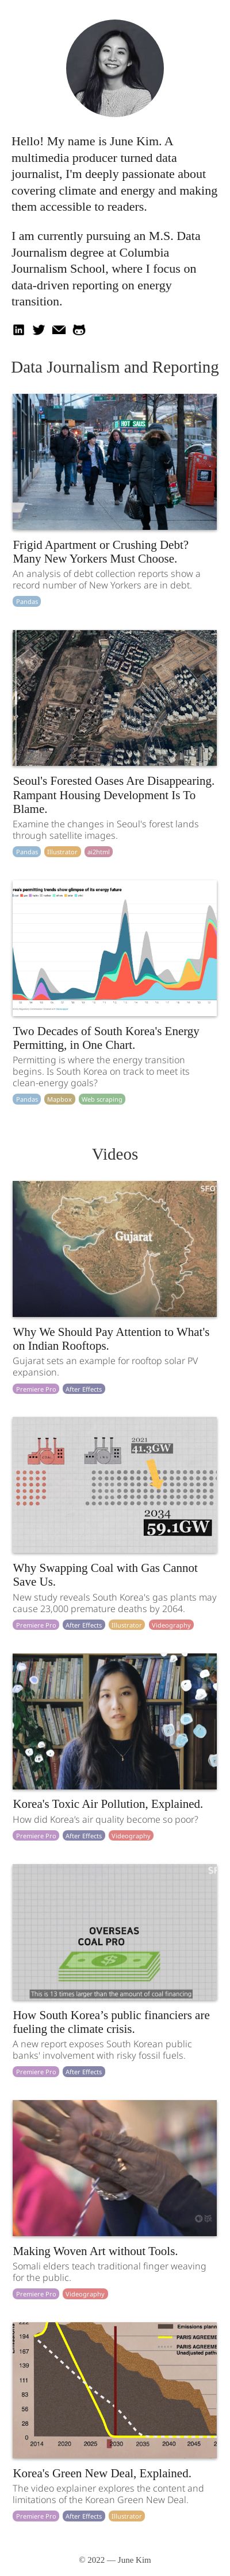 Hello! My name is June Kim. A
multimedia producer turned data
journalist, I'm deeply passionate about
covering climate and energy and making
them accessible to readers.
I am currently pursuing an M.S. Data
Journalism degree at Columbia
Journalism School, where I focus on
data-driven reporting on energy
transition.
in
Data Journalism and Reporting
HOT SUBS
Frigid Apartment or Crushing Debt?
Many New Yorkers Must Choose.
An analysis of debt collection reports show a
record number of New Yorkers are in debt.
Pandas
Seoul's Forested Oases Are Disappearing.
Rampant Housing Development Is To
Blame.
Examine the changes in Seoul's forest lands
through satellite images.
Pandas Illustrator ai2html
permitting trends show glimpse of its energy future
Two Decades of South Korea's Energy
Permitting, in One Chart.
Permitting is where the energy transition
begins. Is South Korea on track to meet its
clean-energy goals?
Pandas Mapbox Web scraping
Videos
Gujarat
Why We Should Pay Attention to What's
on Indian Rooftops.
Gujarat sets an example for rooftop solar PV
expansion.
Premiere Pro After Effects
2021
41.3GW
2034
59.1GW
Why Swapping Coal with Gas Cannot
Save Us.
New study reveals South Korea's gas plants may
cause 23,000 premature deaths by 2064.
Premiere Pro After Effects Illustrator Videography
Korea's Toxic Air Pollution, Explained.
How did Korea’s air quality become so poor?
Premiere Pro After Effects Videography
OVERSEAS
COAL PRO
This is 13 times larger than the amount of coal financing
How South Korea’s public financiers are
fueling the climate crisis.
A new report exposes South Korean public
banks' involvement with risky fossil fuels.
Premiere Pro After Effects
Making Woven Art without Tools.
Somali elders teach traditional finger weaving
for the public.
Premiere Pro Videography
Emissions plann
PARIS AGREEME
PARIS AGREEME
Unadjusted path
194
167
139
111
83
56
28
0
2014 2020 2025 2030 2035 2040 2045
Korea's Green New Deal, Explained.
The video explainer explores the content and
limitations of the Korean Green New Deal.
Premiere Pro After Effects Illustrator
© 2022 — June Kim